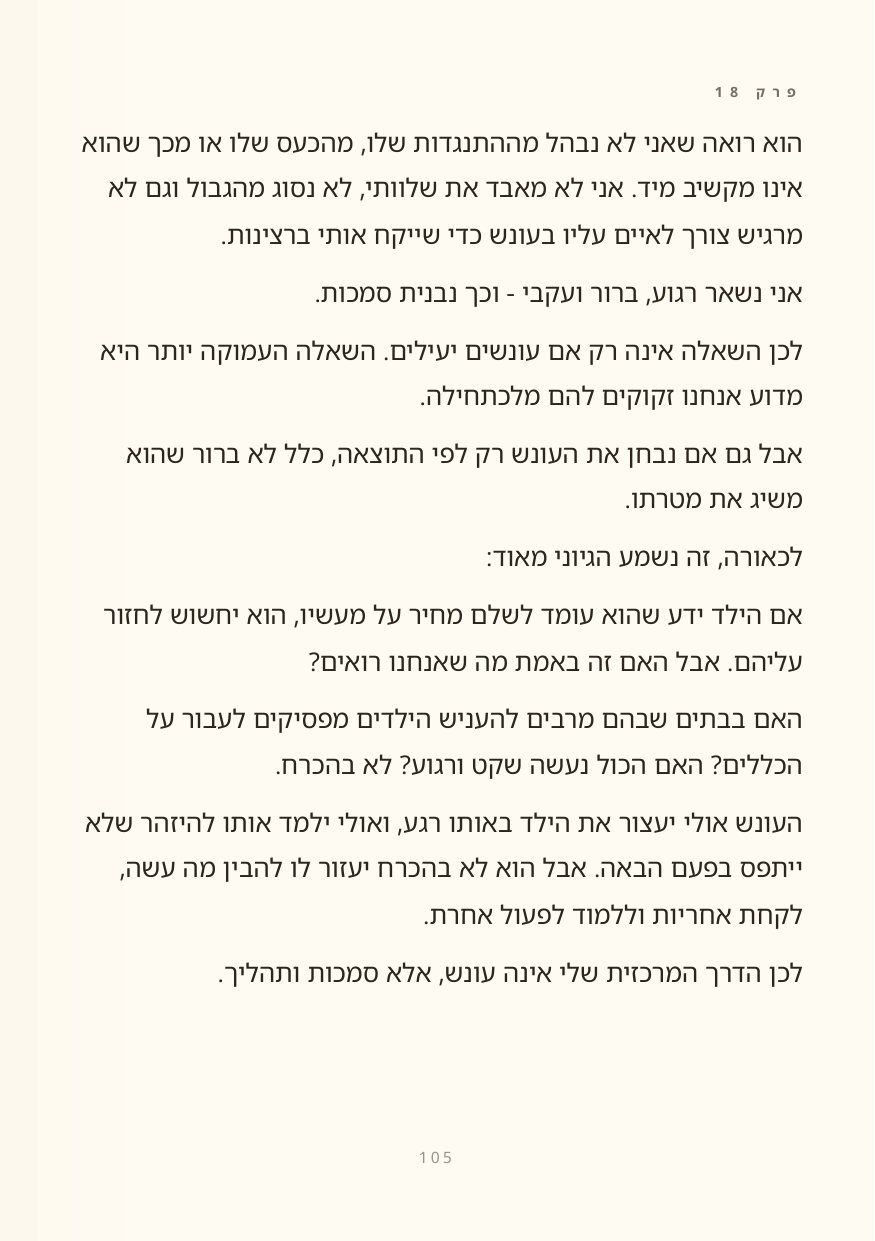 פרק 18
הוא רואה שאני לא נבהל מההתנגדות שלו, מהכעס שלו או מכך שהוא
אינו מקשיב מיד. אני לא מאבד את שלוותי, לא נסוג מהגבול וגם לא
מרגיש צורך לאיים עליו בעונש כדי שייקח אותי ברצינות.
אני נשאר רגוע, ברור ועקבי - וכך נבנית סמכות.
לכן השאלה אינה רק אם עונשים יעילים. השאלה העמוקה יותר היא
מדוע אנחנו זקוקים להם מלכתחילה.
אבל גם אם נבחן את העונש רק לפי התוצאה, כלל לא ברור שהוא
משיג את מטרתו.
לכאורה, זה נשמע הגיוני מאוד:
אם הילד ידע שהוא עומד לשלם מחיר על מעשיו, הוא יחשוש לחזור
עליהם. אבל האם זה באמת מה שאנחנו רואים?
האם בבתים שבהם מרבים להעניש הילדים מפסיקים לעבור על
הכללים? האם הכול נעשה שקט ורגוע? לא בהכרח.
העונש אולי יעצור את הילד באותו רגע, ואולי ילמד אותו להיזהר שלא
ייתפס בפעם הבאה. אבל הוא לא בהכרח יעזור לו להבין מה עשה,
לקחת אחריות וללמוד לפעול אחרת.
לכן הדרך המרכזית שלי אינה עונש, אלא סמכות ותהליך.
105